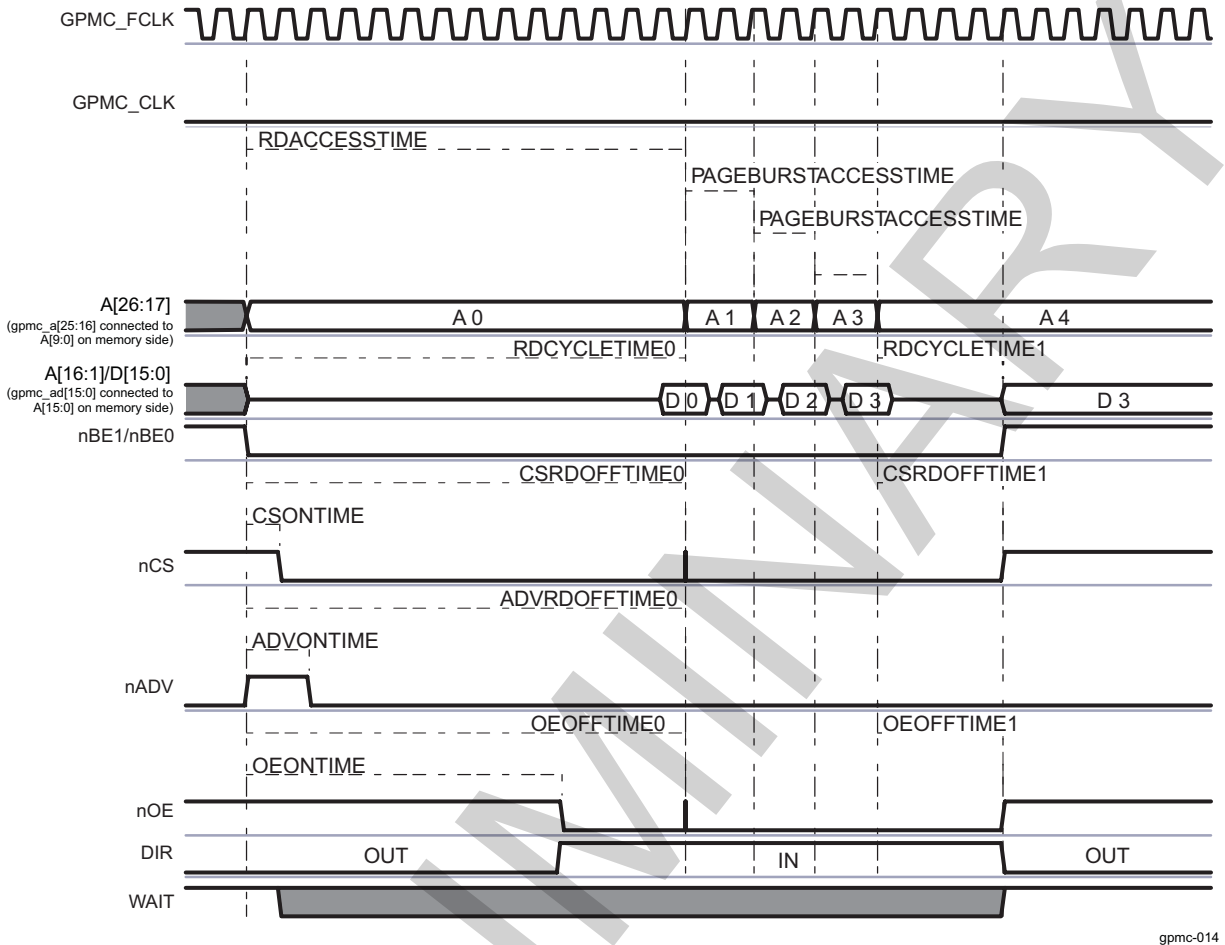 GPMC_FCLK
GPMC_CLK
RDACCESSTIME
PAGEBURSTACCESSTIME
PAGEBURSTACCESSTIME
A[26:17]
(gpmc_a[25:16] connected to
A[9:0] on memory side)
A 0 A 1 A 2 A 3 A 4
RDCYCLETIME0 RDCYCLETIME1
A[16:1]/D[15:0]
(gpmc_ad[15:0] connected to
A[15:0] on memory side)
D 0 D 1 D 2 D 3 D 3
nBE1/nBE0
CSRDOFFTIME0 CSRDOFFTIME1
CSONTIME
nCS
ADVRDOFFTIME0
ADVONTIME
nADV
OEOFFTIME0 OEOFFTIME1
OEONTIME
nOE
DIR OUT IN OUT
WAIT
gpmc-014
IMINARY